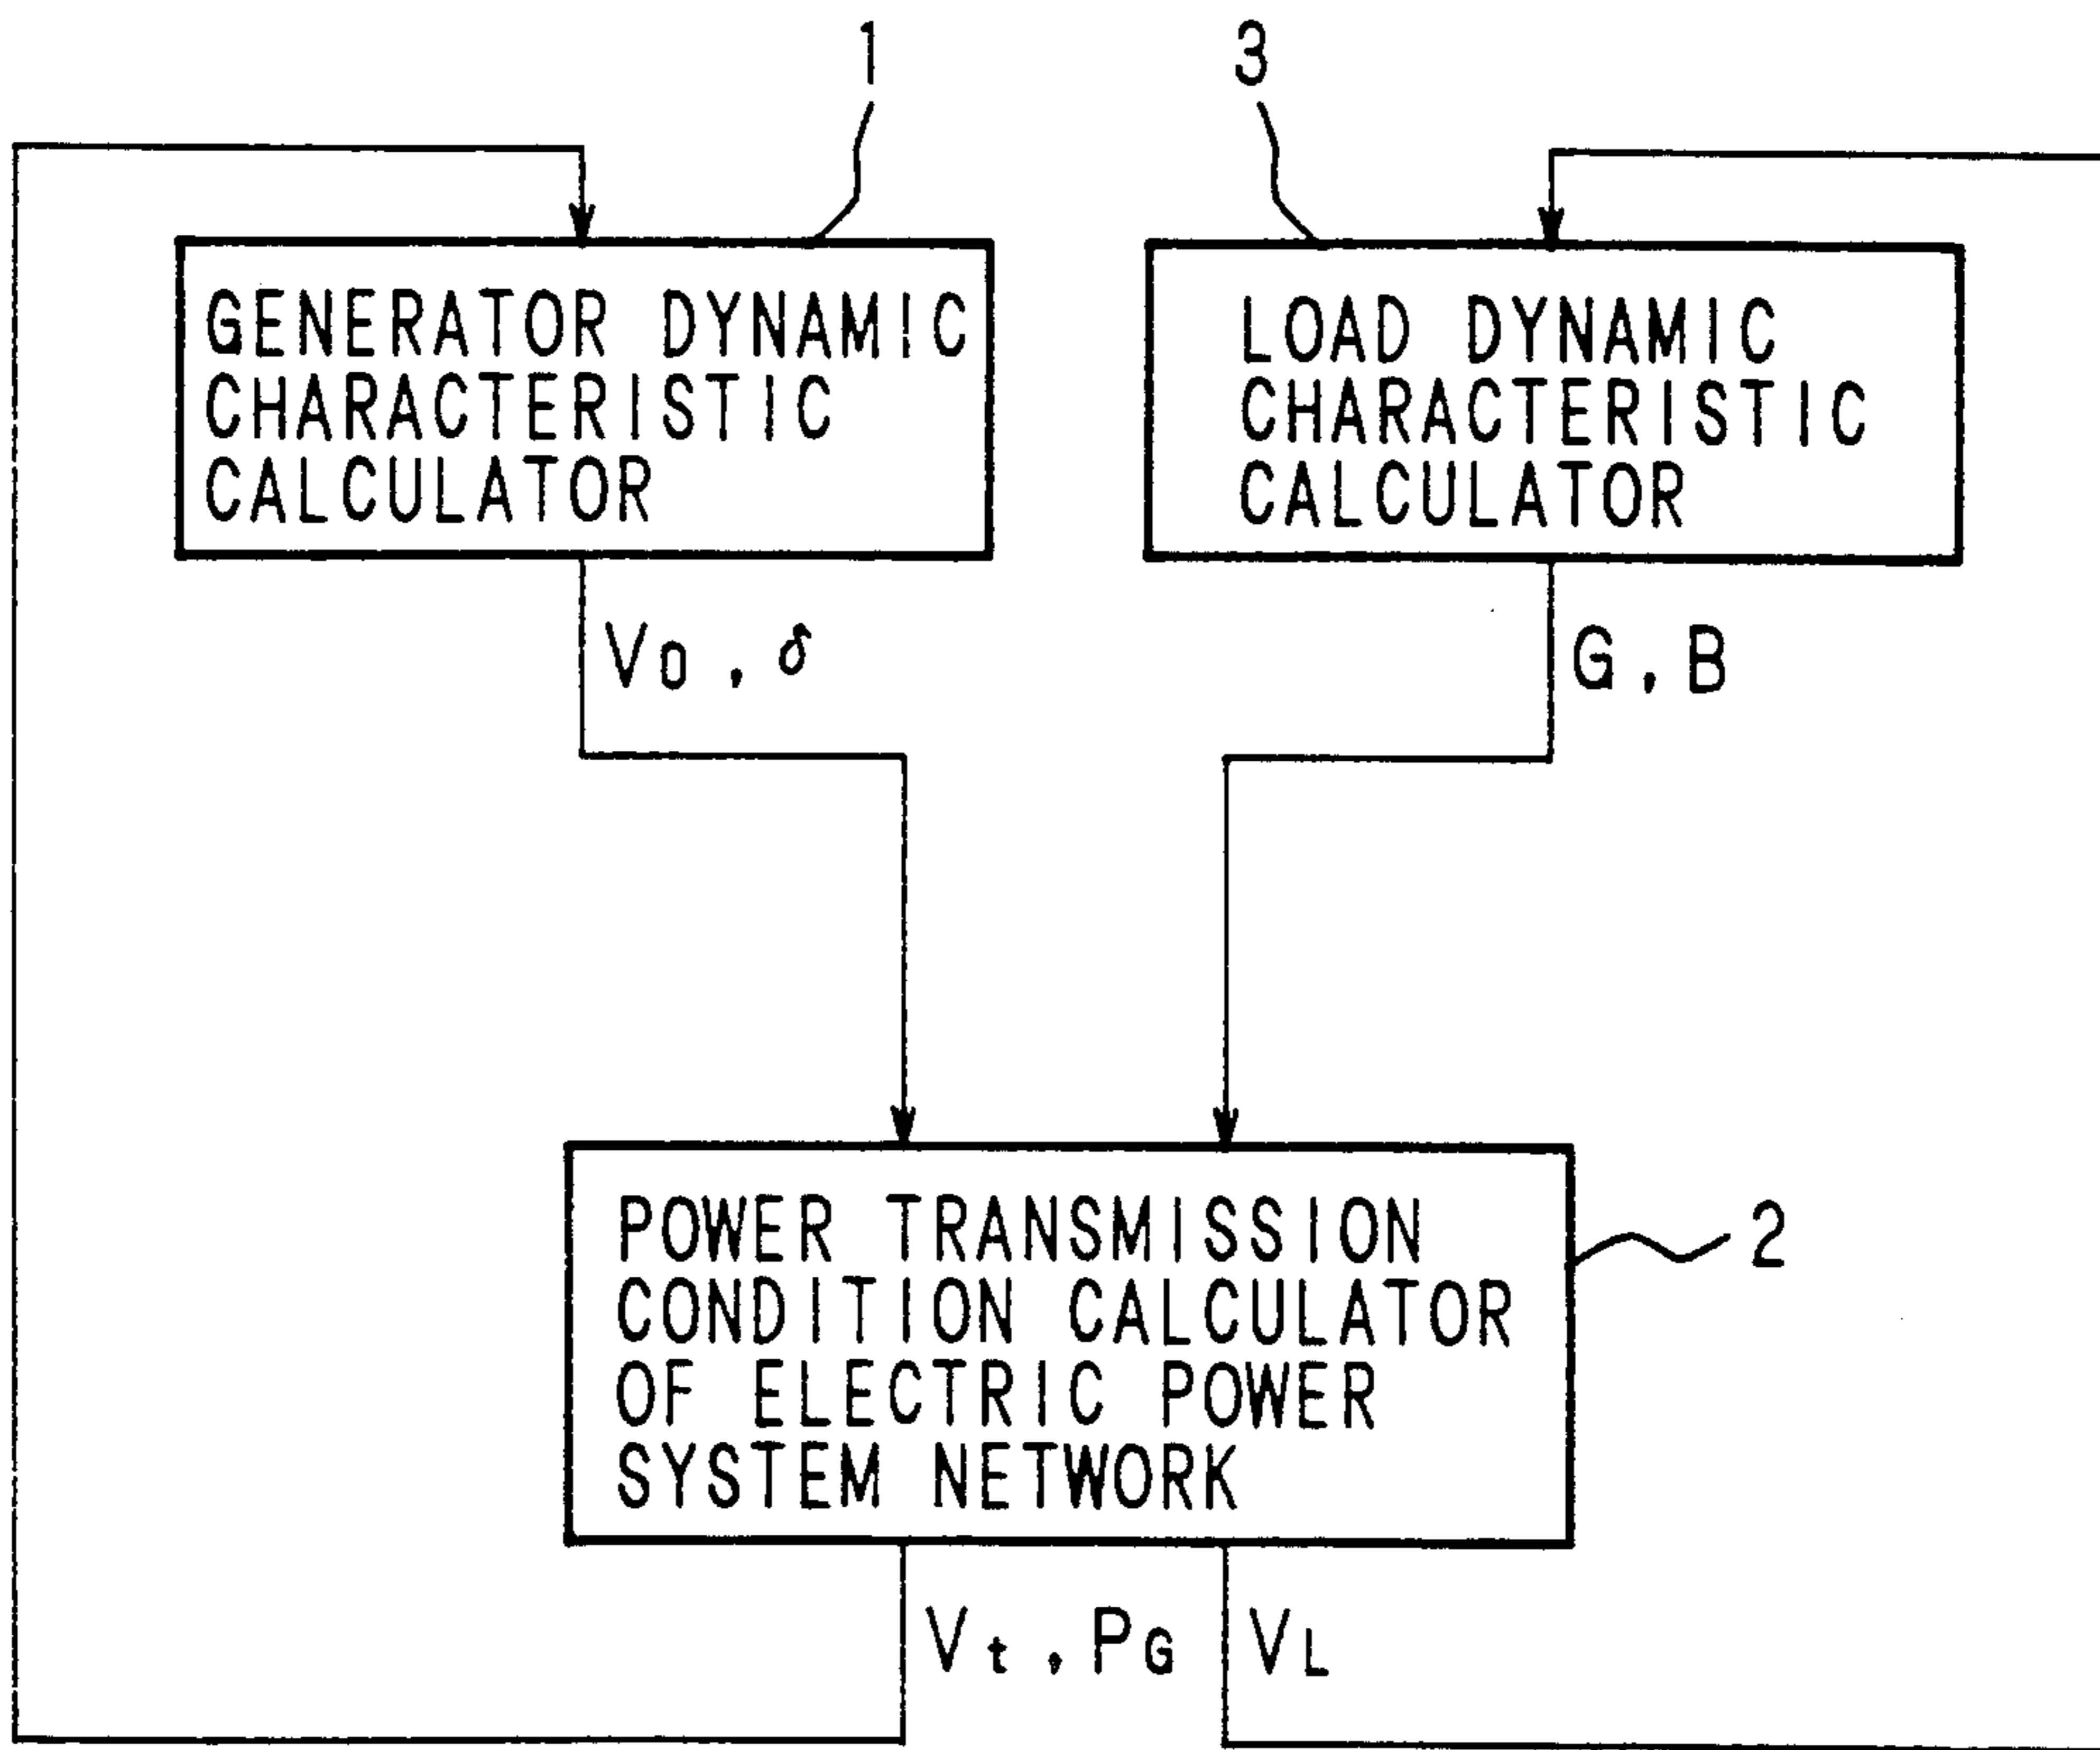 1
3
GENERATOR DYNAMIC
CHARACTERISTIC
CALCULATOR
LOAD DYNAMIC
CHARACTERISTIC
CALCULATOR
V0 , δ
G , B
POWER TRANSMISSION
CONDITION CALCULATOR
OF ELECTRIC POWER
SYSTEM NETWORK
2
Vt , PG
VL